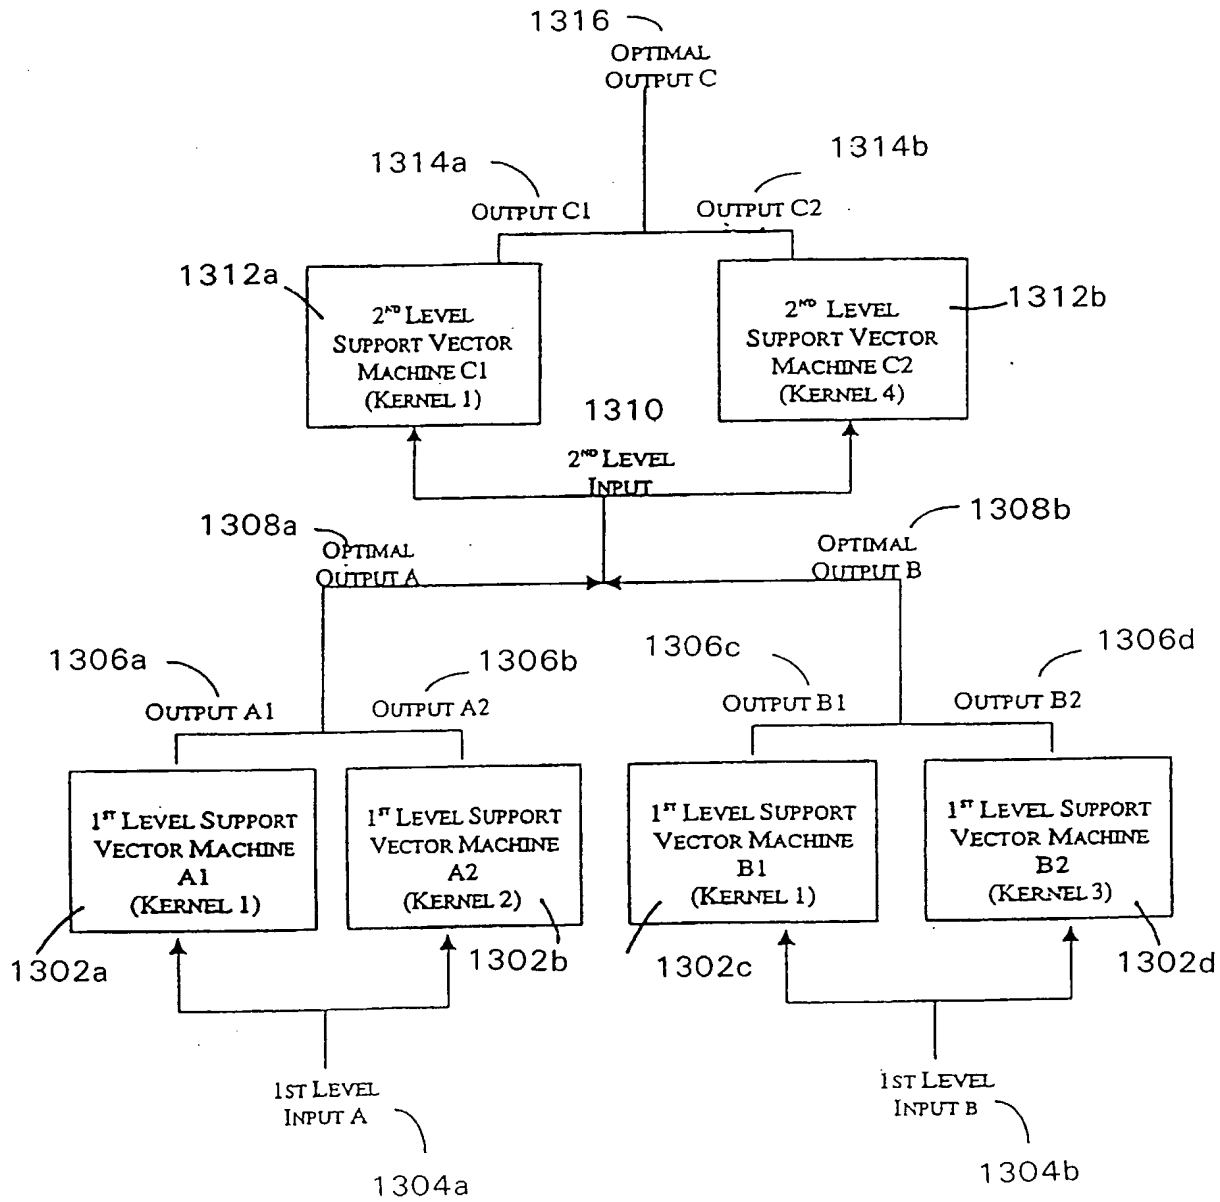 1316
OPTIMAL
OUTPUT C
1314a
1314b
OUTPUT C1
OUTPUT C2
1312a
1312b
2ND LEVEL
SUPPORT VECTOR
MACHINE C1
(KERNEL 1)
2ND LEVEL
SUPPORT VECTOR
MACHINE C2
(KERNEL 4)
1310
2ND LEVEL
INPUT
1308a
1308b
OPTIMAL
OUTPUT A
OPTIMAL
OUTPUT B
1306a
1306b
1306c
1306d
OUTPUT A1
OUTPUT A2
OUTPUT B1
OUTPUT B2
1ST LEVEL SUPPORT
VECTOR MACHINE
A1
(KERNEL 1)
1ST LEVEL SUPPORT
VECTOR MACHINE
A2
(KERNEL 2)
1ST LEVEL SUPPORT
VECTOR MACHINE
B1
(KERNEL 1)
1ST LEVEL SUPPORT
VECTOR MACHINE
B2
(KERNEL 3)
1302a
1302b
1302c
1302d
1ST LEVEL
INPUT A
1ST LEVEL
INPUT B
1304a
1304b